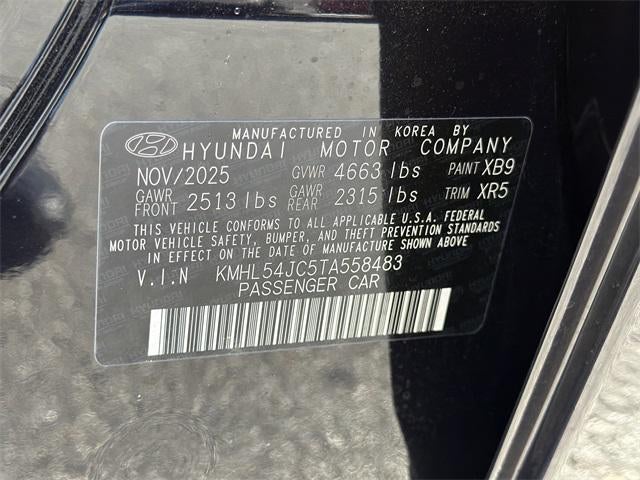 MANUFACTURED IN KOREA BY
HYUNDAI MOTOR COMPANY
NOV/2025 GVWR 4663 lbs PAINT XB9
GAWR FRONT 2513 lbs GAWR REAR 2315 lbs TRIM XR5
THIS VEHICLE CONFORMS TO ALL APPLICABLE U.S.A. FEDERAL
MOTOR VEHICLE SAFETY, BUMPER, AND THEFT PREVENTION STANDARDS
IN EFFECT ON THE DATE OF MANUFACTURE SHOWN ABOVE
V.I.N KMHL54JC5TA558483
PASSENGER CAR